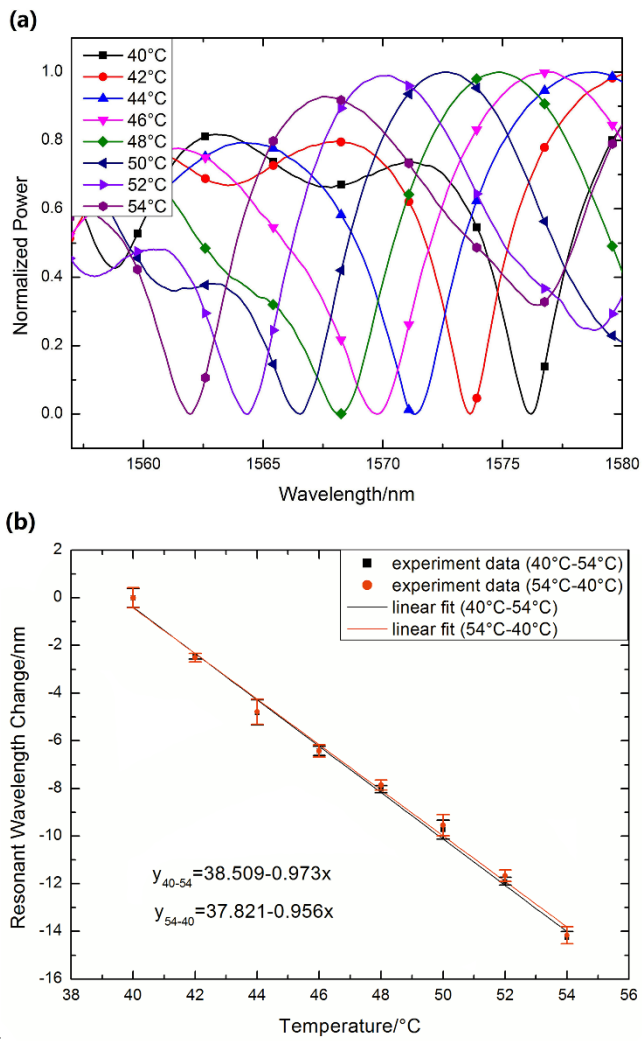 (a)
40°C
42°C
44°C
46°C
48°C
50°C
52°C
54°C
1.0
0.8
0.6
0.4
0.2
0.0
Normalized Power
1560
1565
1570
1575
1580
Wavelength/nm
(b)
2
0
-2
-4
-6
-8
-10
-12
-14
-16
Resonant Wavelength Change/nm
experiment data (40°C-54°C)
experiment data (54°C-40°C)
linear fit (40°C-54°C)
linear fit (54°C-40°C)
y40-54=38.509-0.973x
y54-40=37.821-0.956x
38
40
42
44
46
48
50
52
54
56
Temperature/°C